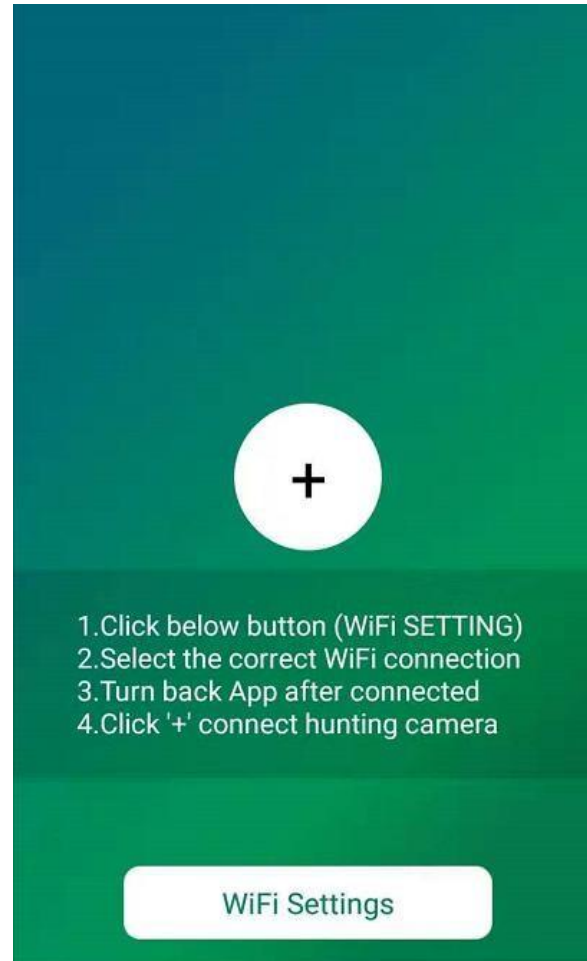 +
1.Click below button (WiFi SETTING)
2.Select the correct WiFi connection
3.Turn back App after connected
4.Click '+' connect hunting camera
WiFi Settings